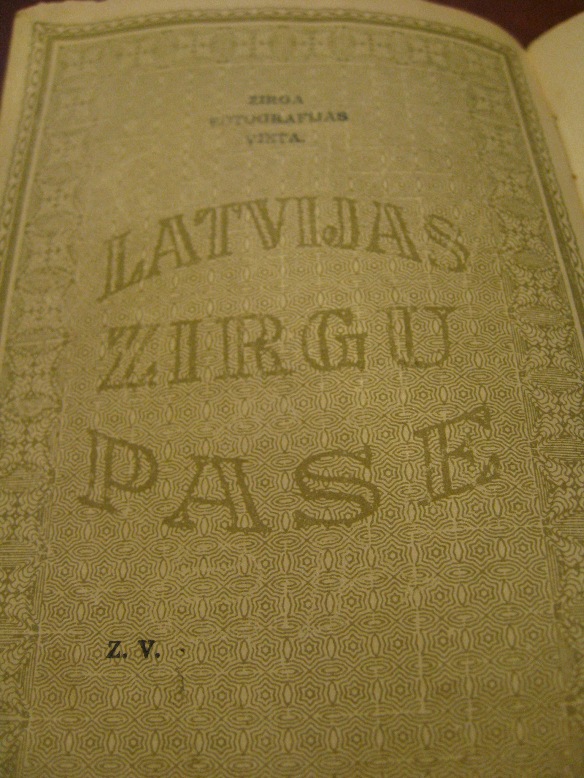 ZIRGA
FOTOGRAFIJAS
VIETA.
LATVIJAS
ZIRGU
PASE
Z. V.